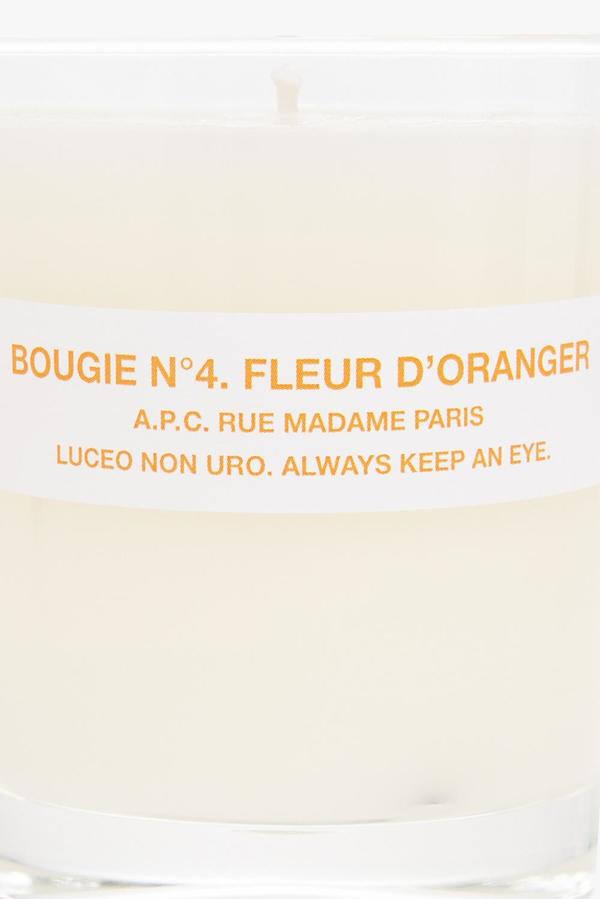 BOUGIE N°4. FLEUR D’ORANGER
A.P.C. RUE MADAME PARIS
LUCEO NON URO. ALWAYS KEEP AN EYE.